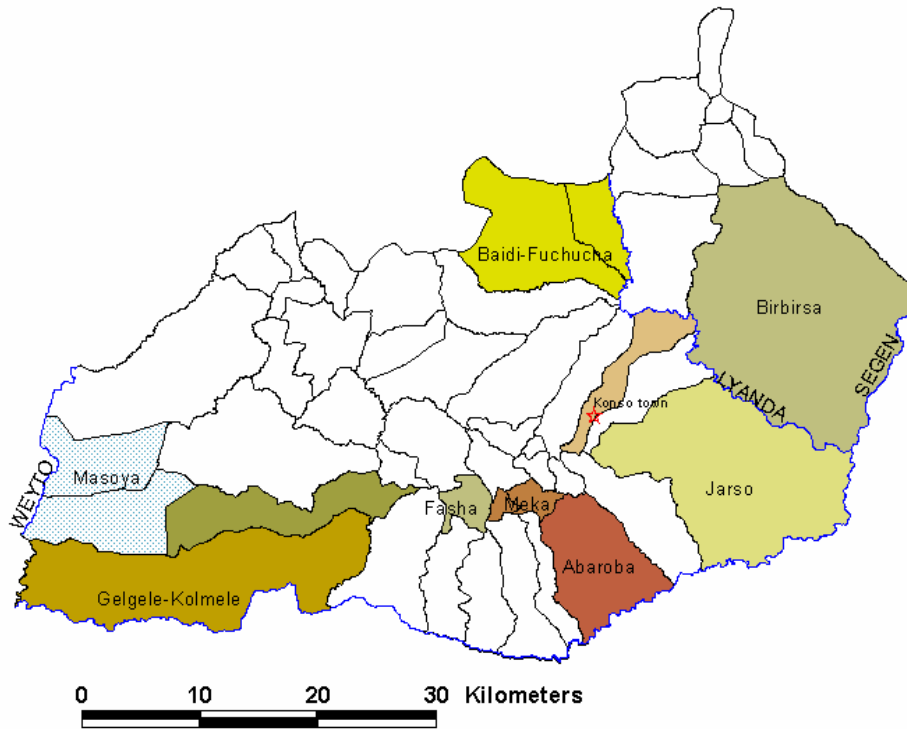 Baidi-Fuchucha
Birbirsa
SEGEN
LYANDA
Konso town
Masoya
WEYTO
Jarso
Fasha
Meka
Abaroba
Gelgele-Kolmele
0 10 20 30 Kilometers